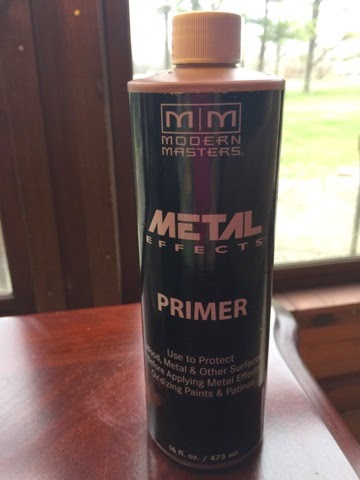 M|M
MODERN
MASTERS®
METAL
EFFECTS
PRIMER
Use to Protect
Wood, Metal & Other Surfaces
Before Applying Metal Effects
Oxidizing Paints & Patinas
16 fl. oz. / 473 ml